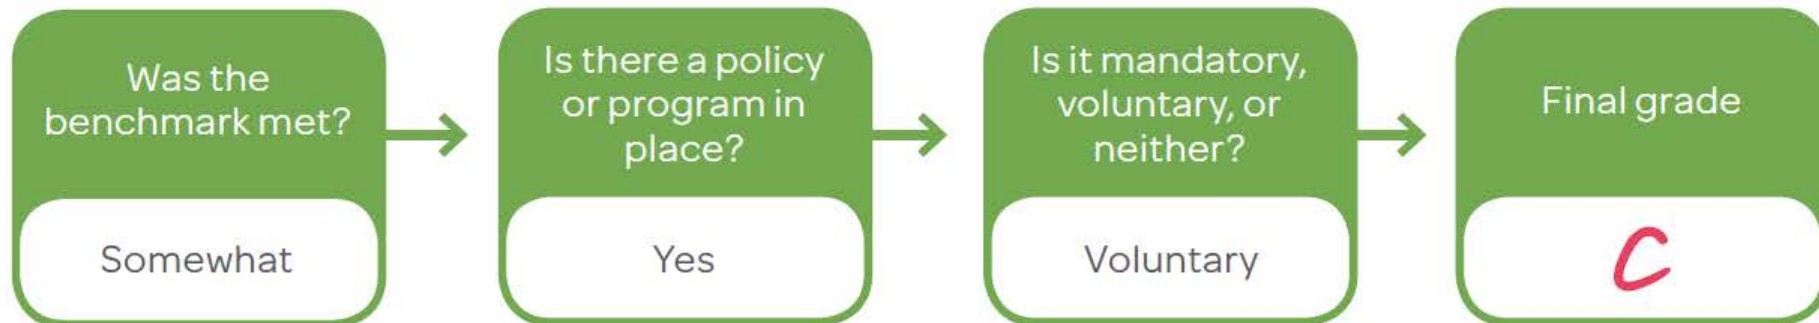 Was the
benchmark met?
Somewhat
Is there a policy
or program in
place?
Yes
Is it mandatory,
voluntary, or
neither?
Voluntary
Final grade
C